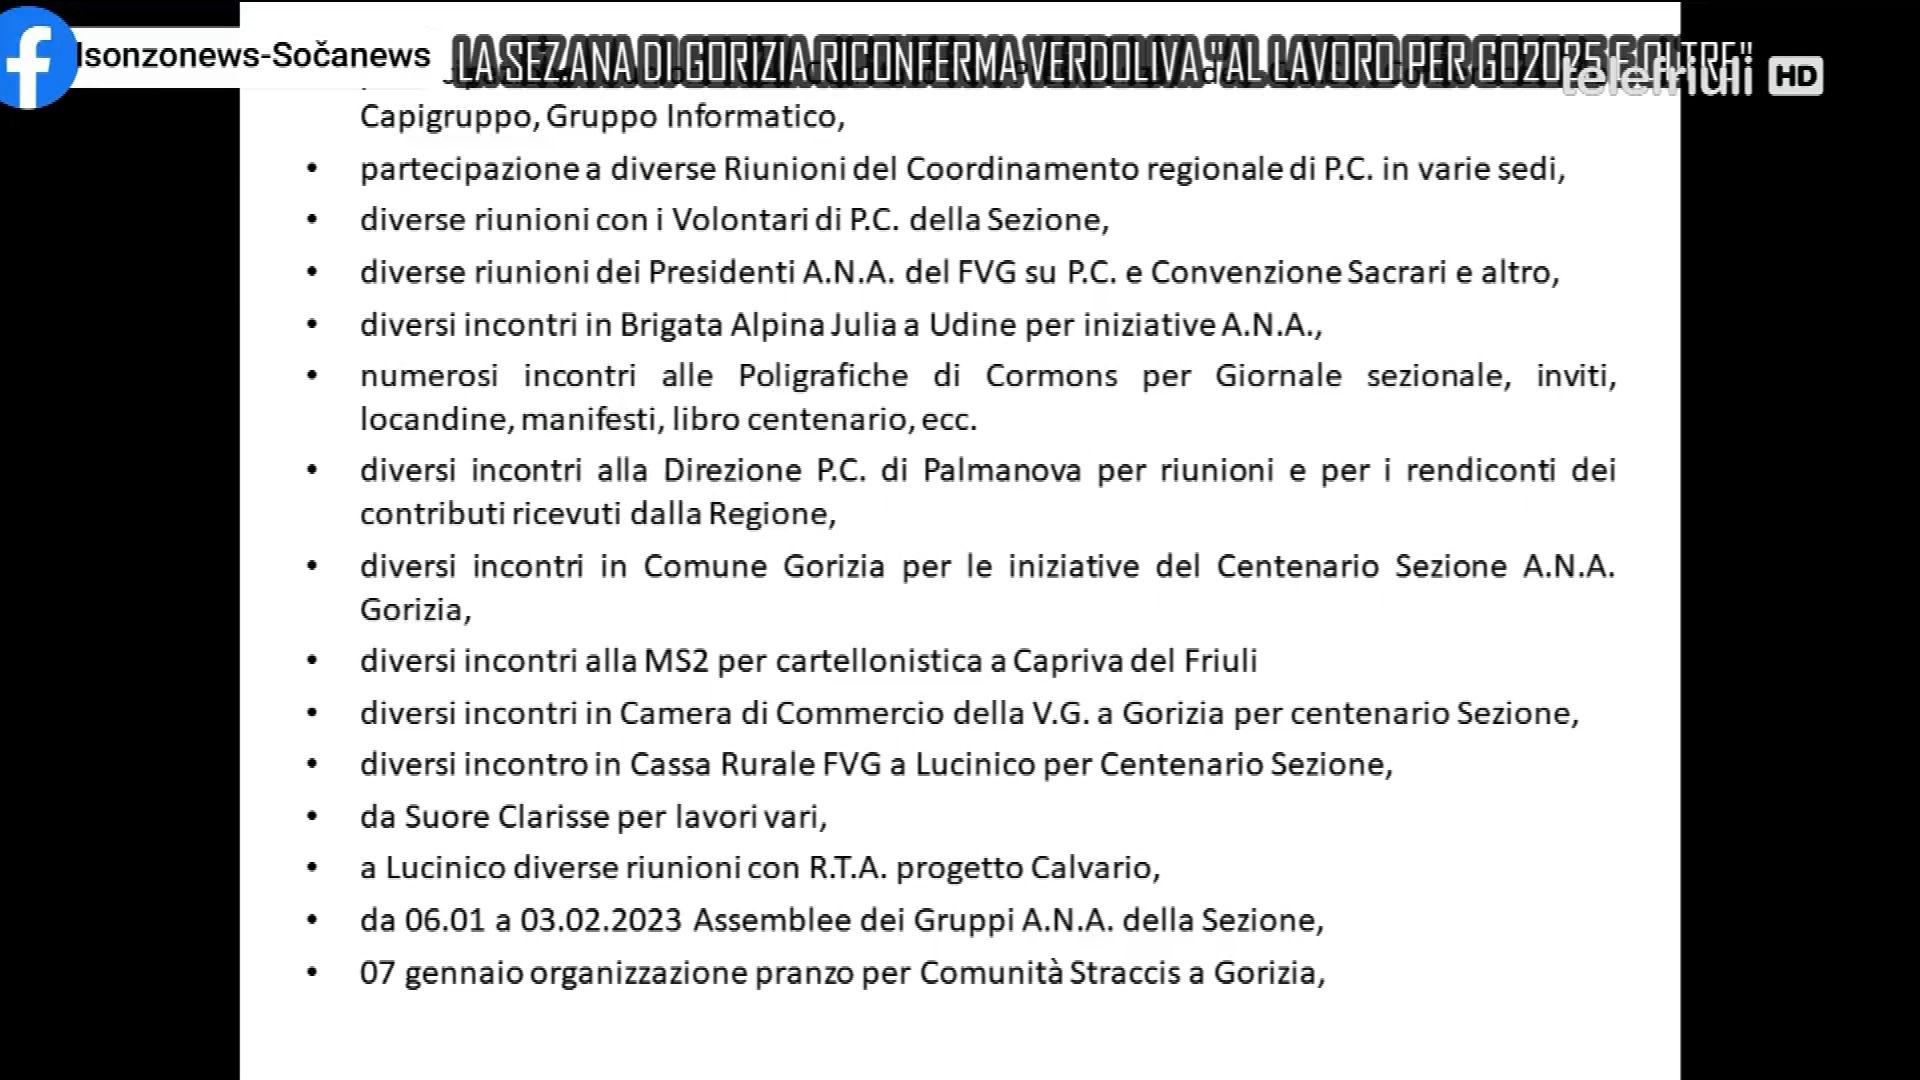 Isonzonews-Sočanews
LA SEZ ANA DI GORIZIA RICONFERMA VERDOLIVA "AL LAVORO PER GO2025 E OLTRE"
telefriuli HD
Capigruppo, Gruppo Informatico,
• partecipazione a diverse Riunioni del Coordinamento regionale di P.C. in varie sedi,
• diverse riunioni con i Volontari di P.C. della Sezione,
• diverse riunioni dei Presidenti A.N.A. del FVG su P.C. e Convenzione Sacrari e altro,
• diversi incontri in Brigata Alpina Julia a Udine per iniziative A.N.A.,
• numerosi incontri alle Poligrafiche di Cormons per Giornale sezionale, inviti,
locandine, manifesti, libro centenario, ecc.
• diversi incontri alla Direzione P.C. di Palmanova per riunioni e per i rendiconti dei
contributi ricevuti dalla Regione,
• diversi incontri in Comune Gorizia per le iniziative del Centenario Sezione A.N.A.
Gorizia,
• diversi incontri alla MS2 per cartellonistica a Capriva del Friuli
• diversi incontri in Camera di Commercio della V.G. a Gorizia per centenario Sezione,
• diversi incontro in Cassa Rurale FVG a Lucinico per Centenario Sezione,
• da Suore Clarisse per lavori vari,
• a Lucinico diverse riunioni con R.T.A. progetto Calvario,
• da 06.01 a 03.02.2023 Assemblee dei Gruppi A.N.A. della Sezione,
• 07 gennaio organizzazione pranzo per Comunità Straccis a Gorizia,